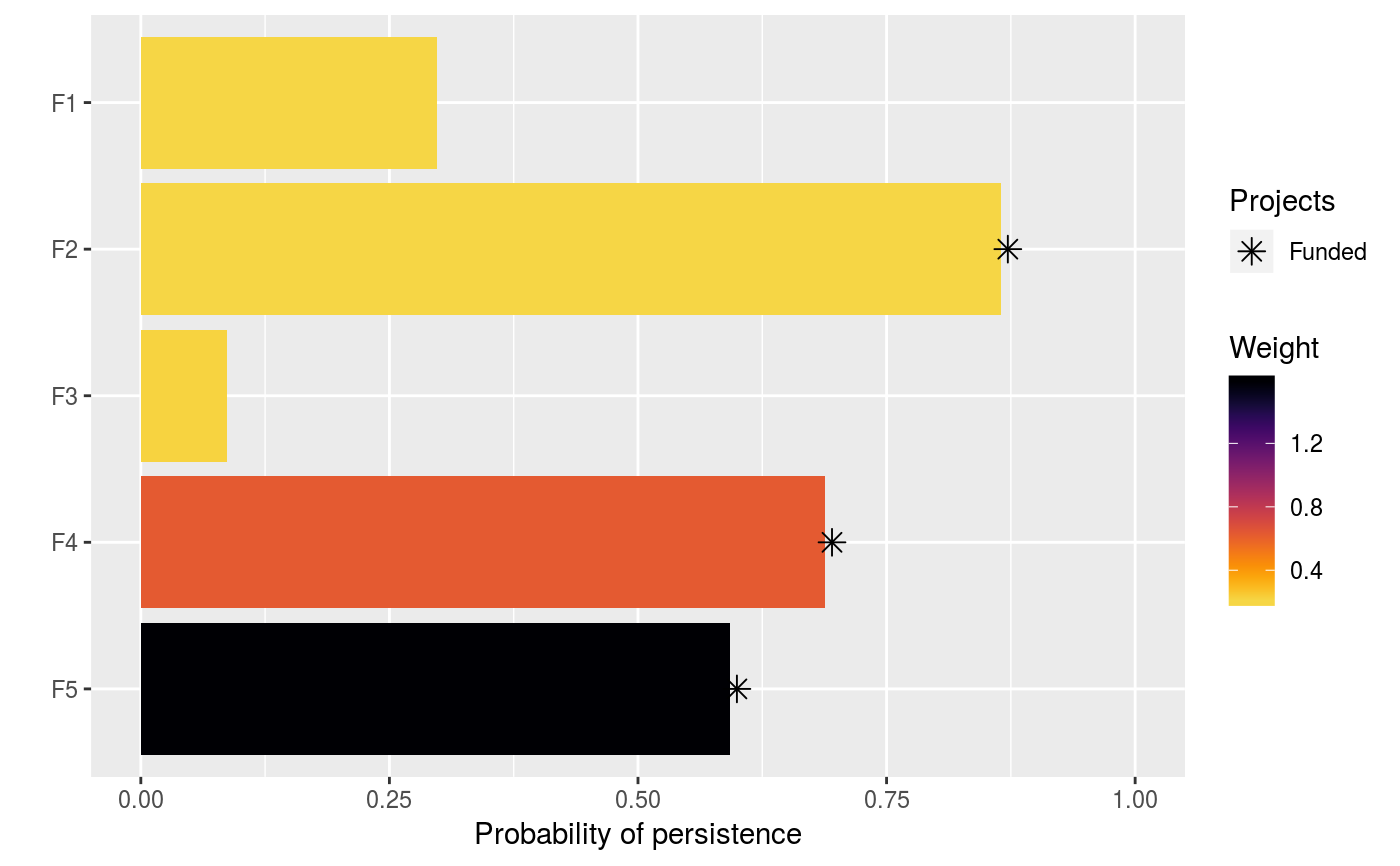 F1
F2
F3
F4
F5
0.00
0.25
0.50
0.75
1.00
Probability of persistence
Projects
Funded
Weight
1.2
0.8
0.4